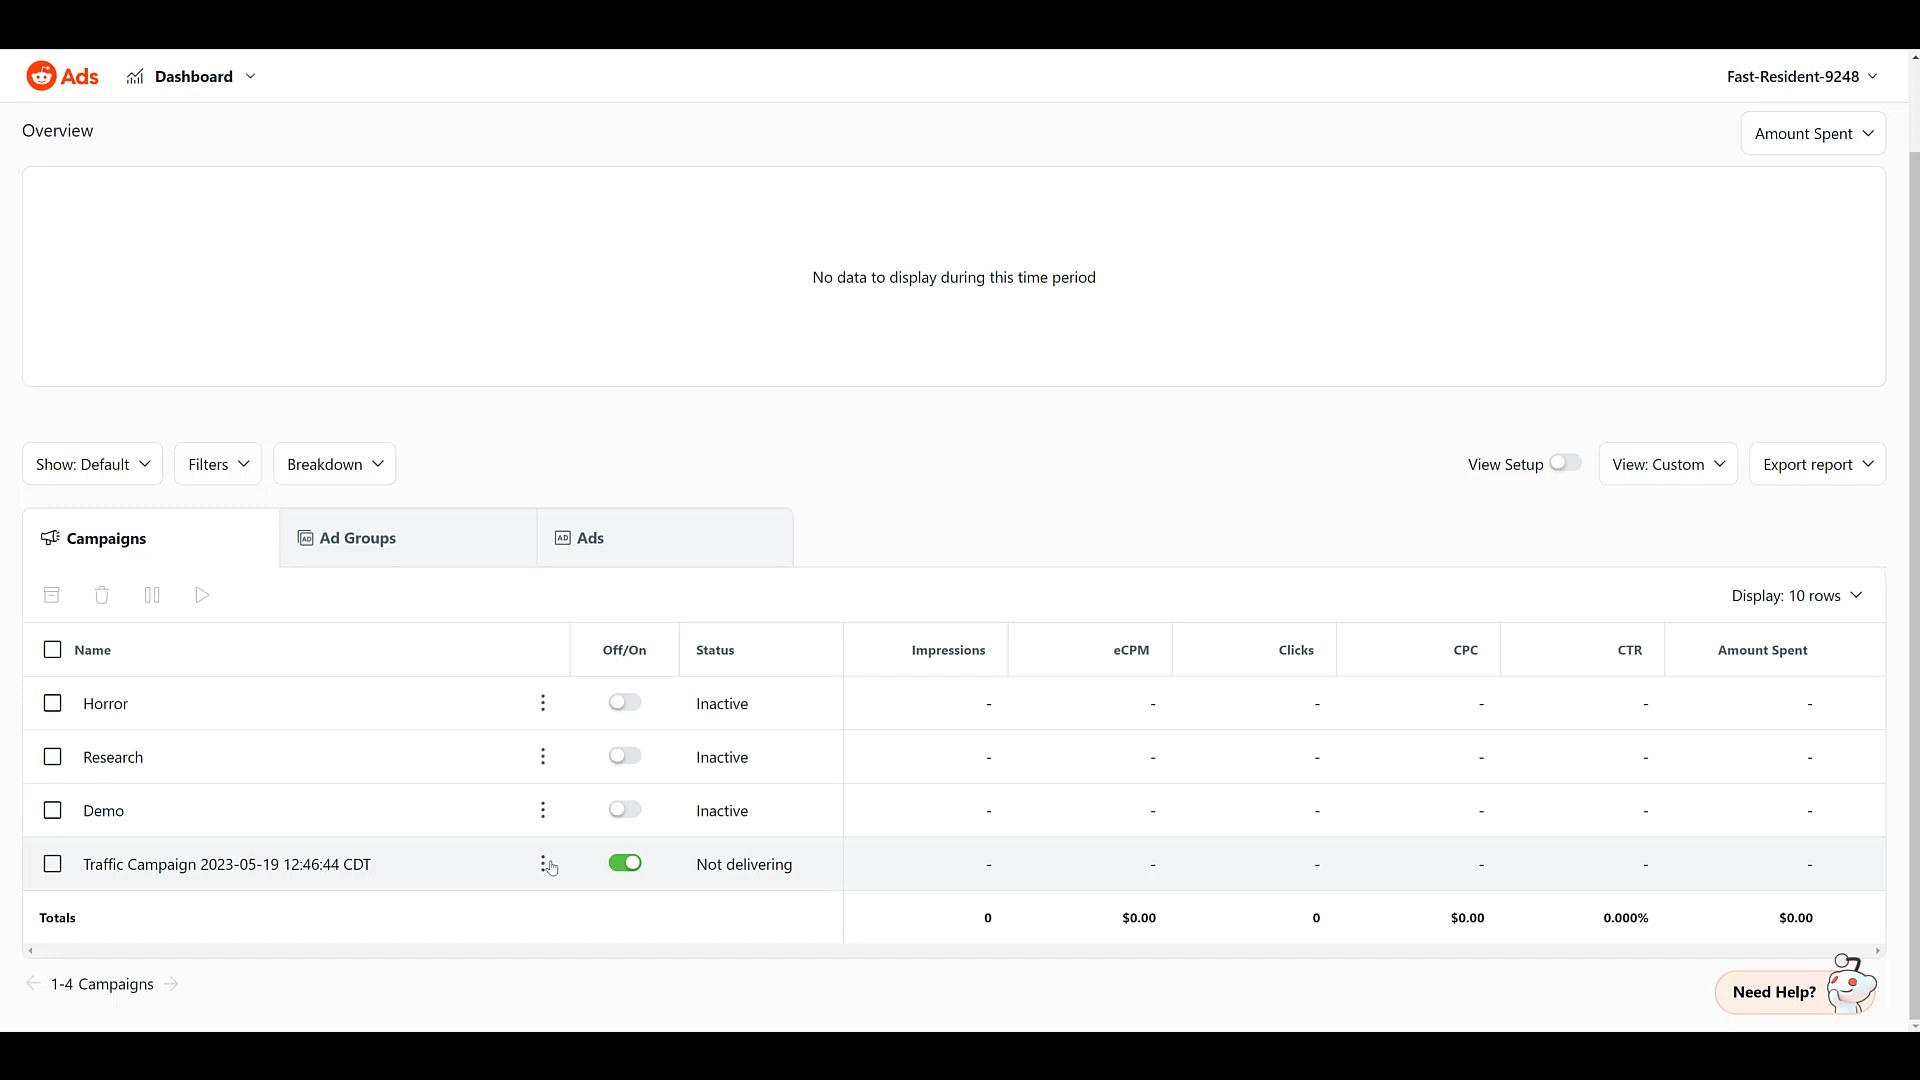 Ads Dashboard Fast-Resident-9248
Overview Amount Spent
No data to display during this time period
Show: Default Filters Breakdown View Setup View: Custom Export report
Campaigns AD Ad Groups AD Ads
Display: 10 rows
Name Off/On Status Impressions eCPM Clicks CPC CTR Amount Spent
Horror Inactive - - - - - -
Research Inactive - - - - - -
Demo Inactive - - - - - -
Traffic Campaign 2023-05-19 12:46:44 CDT Not delivering - - - - - -
Totals 0 $0.00 0 $0.00 0.000% $0.00
1-4 Campaigns
Need Help?